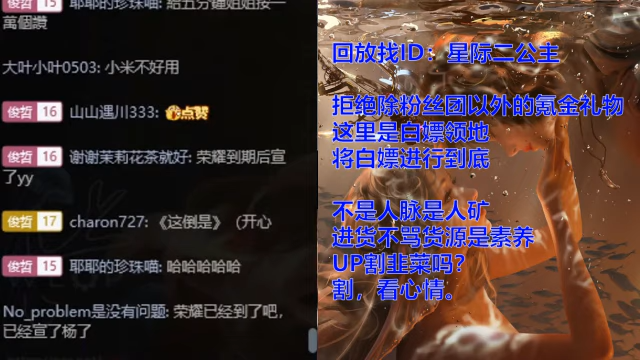 俊哲 15 耶耶的珍珠喵: 給五分鐘姐姐按一
萬個讚
大叶小叶0503: 小米不好用
俊哲 16 山山遇川333: 点赞
俊哲 16 谢谢茉莉花茶就好: 荣耀到期后宣
了yy
俊哲 17 charon727: 《这倒是》（开心
俊哲 15 耶耶的珍珠喵: 哈哈哈哈哈
No_problem是没有问题: 荣耀已经到了吧，
已经宣了杨了
回放找ID：星际二公主
拒绝除粉丝团以外的氪金礼物
这里是白嫖领地
将白嫖进行到底
不是人脉是人矿
进货不骂货源是素养
UP割韭菜吗？
割，看心情。